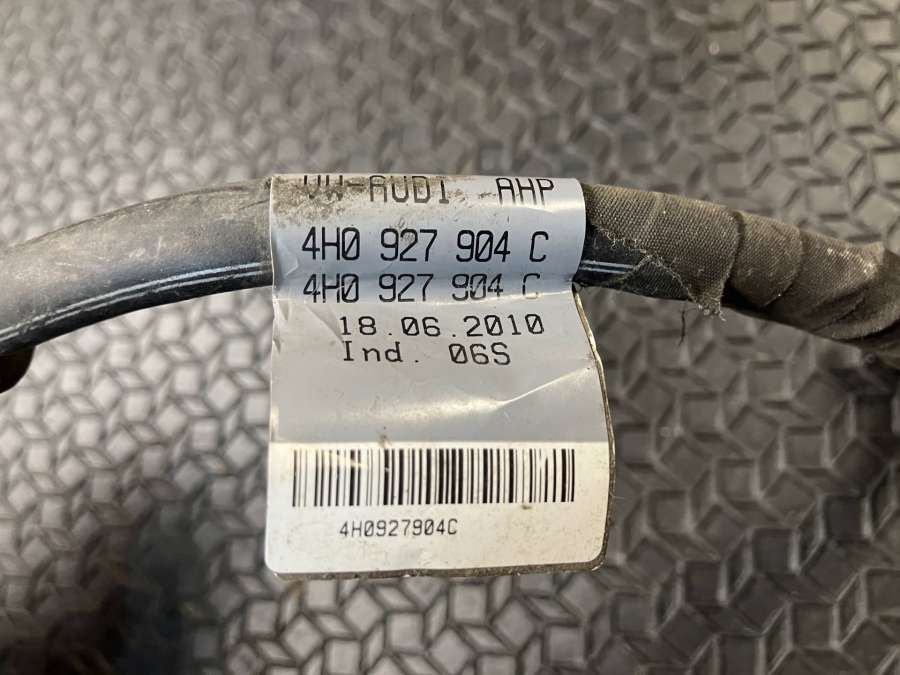 VW-AUDI AHP
4H0 927 904 C
4H0 927 904 C
18.06.2010
Ind. 06S
4H0927904C